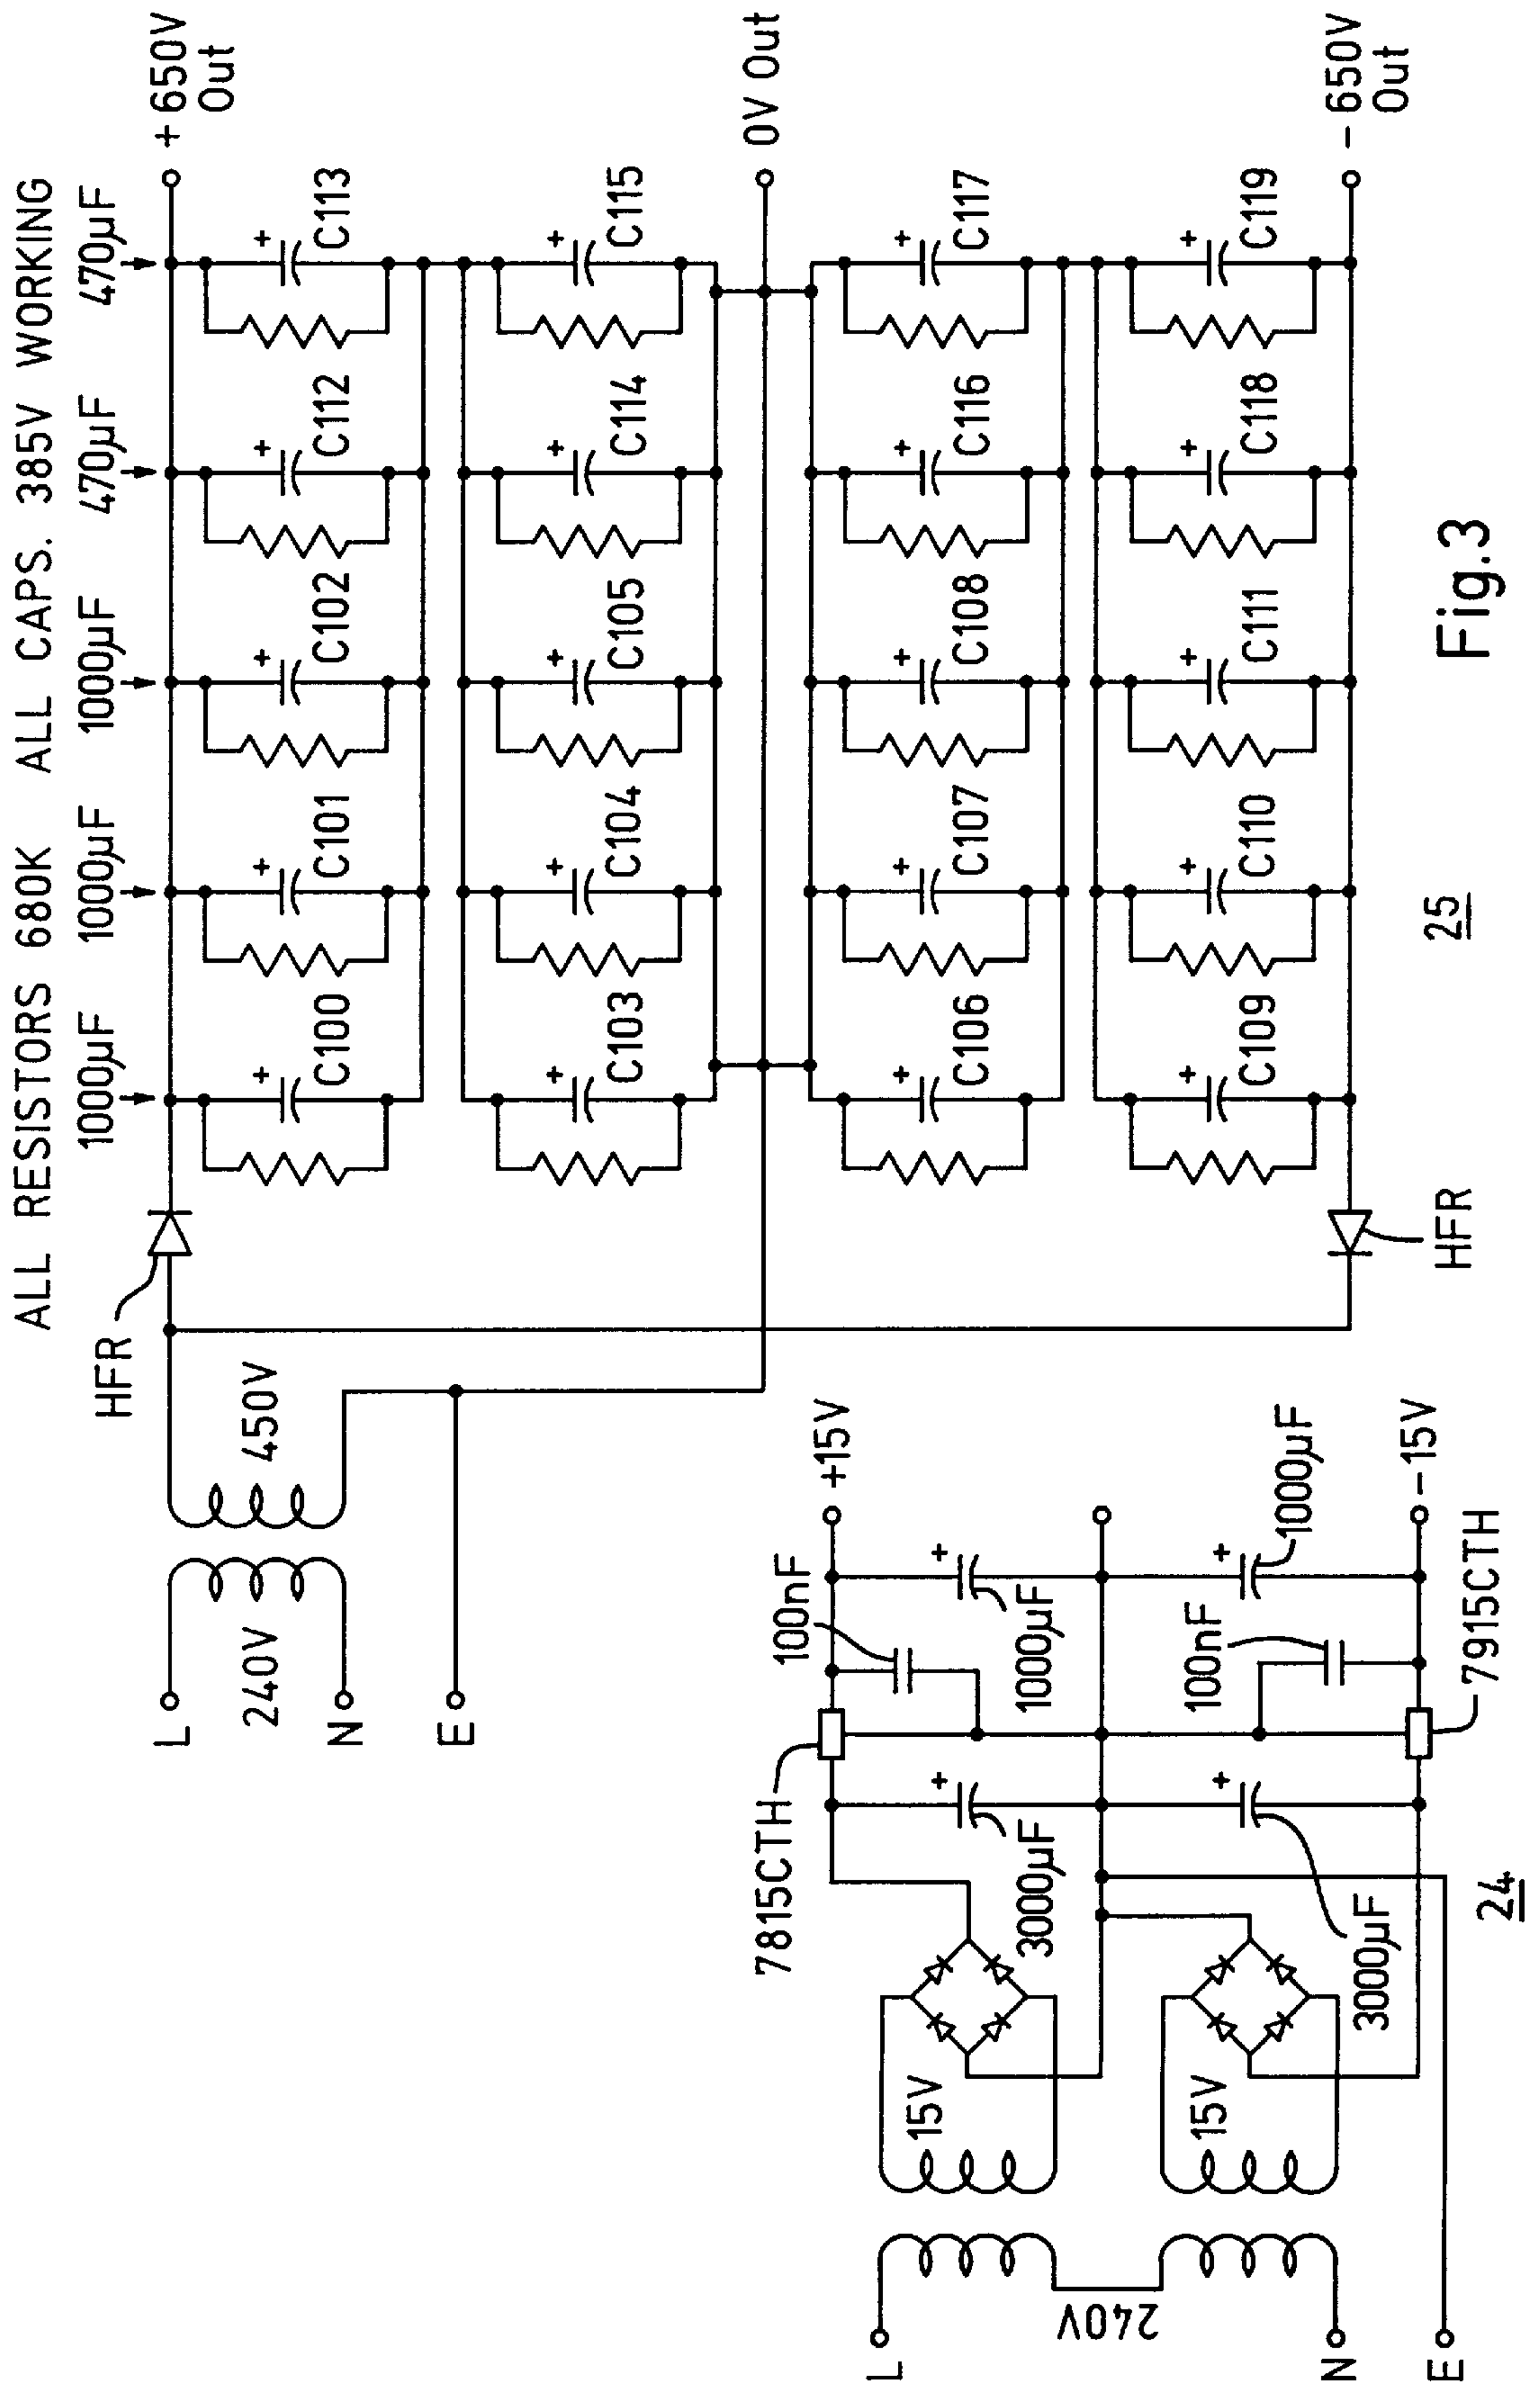 ALL RESISTORS 680K ALL CAPS. 385V WORKING
1000µF 1000µF 1000µF 470µF 470µF
+650V
Out
HFR
C100 C101 C102 C112 C113
C103 C104 C105 C114 C115
0V Out
C106 C107 C108 C116 C117
C109 C110 C111 C118 C119
-650V
Out
HFR
L
240V
450V
N
E
25
Fig.3
7815CTH
100nF
+15V
15V
3000µF
1000µF
L
240V
15V
100nF
1000µF
3000µF
N
-15V
7915CTH
E
24